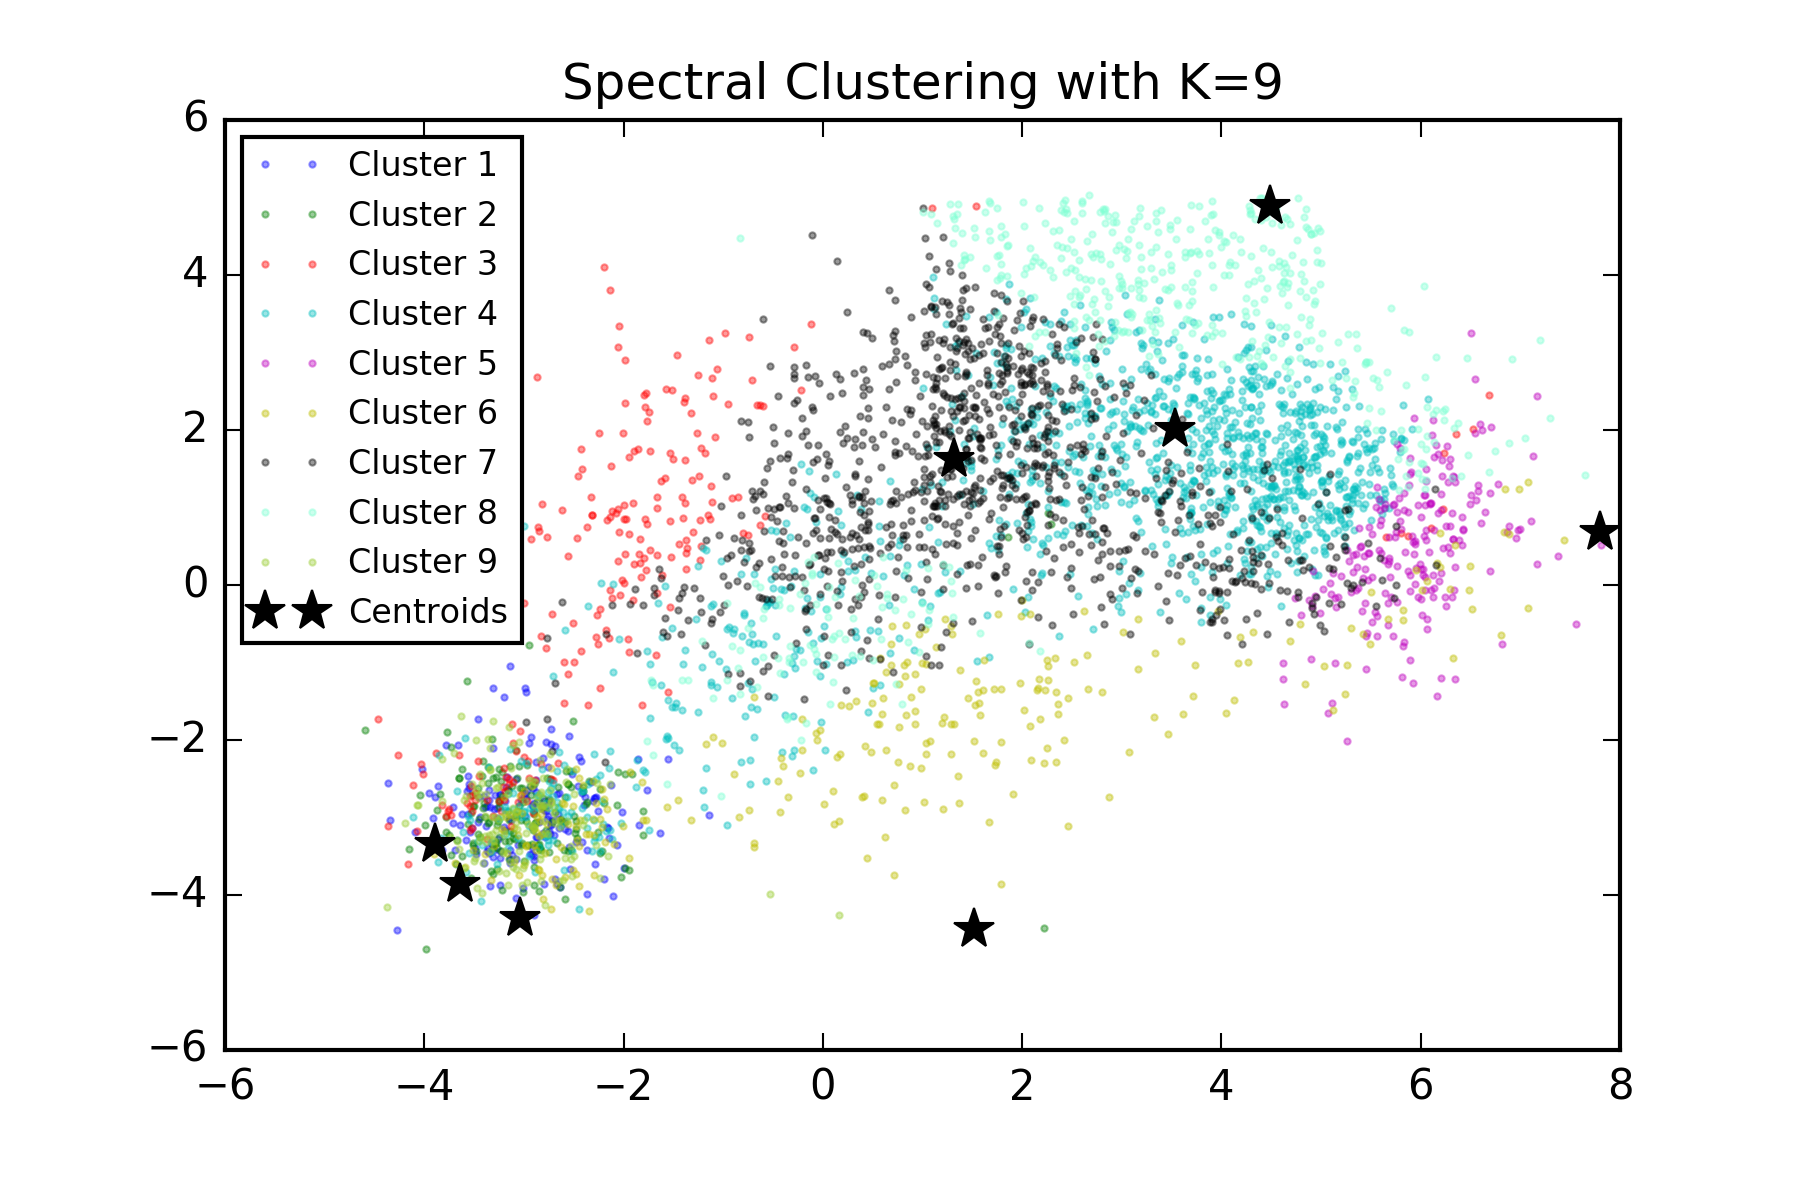 Spectral Clustering with K=9
6
4
2
0
−2
−4
−6
Cluster 1
Cluster 2
Cluster 3
Cluster 4
Cluster 5
Cluster 6
Cluster 7
Cluster 8
Cluster 9
Centroids
−6 −4 −2 0 2 4 6 8